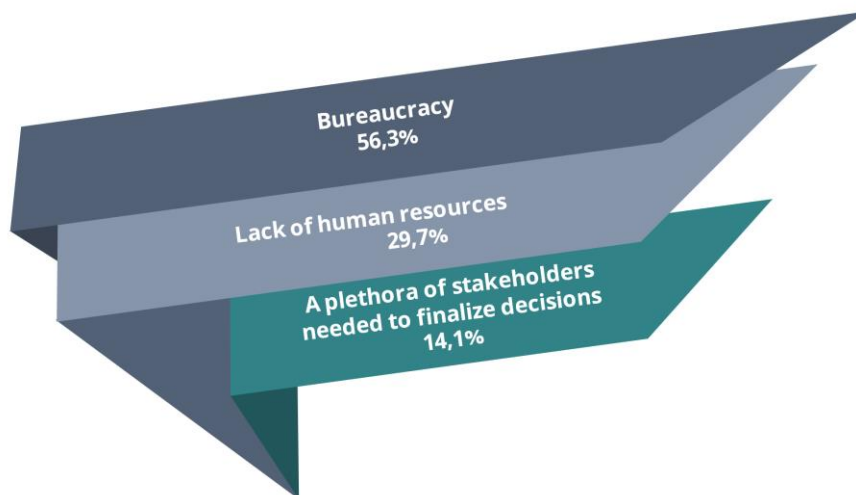 Bureaucracy
56,3%
Lack of human resources
29,7%
A plethora of stakeholders
needed to finalize decisions
14,1%